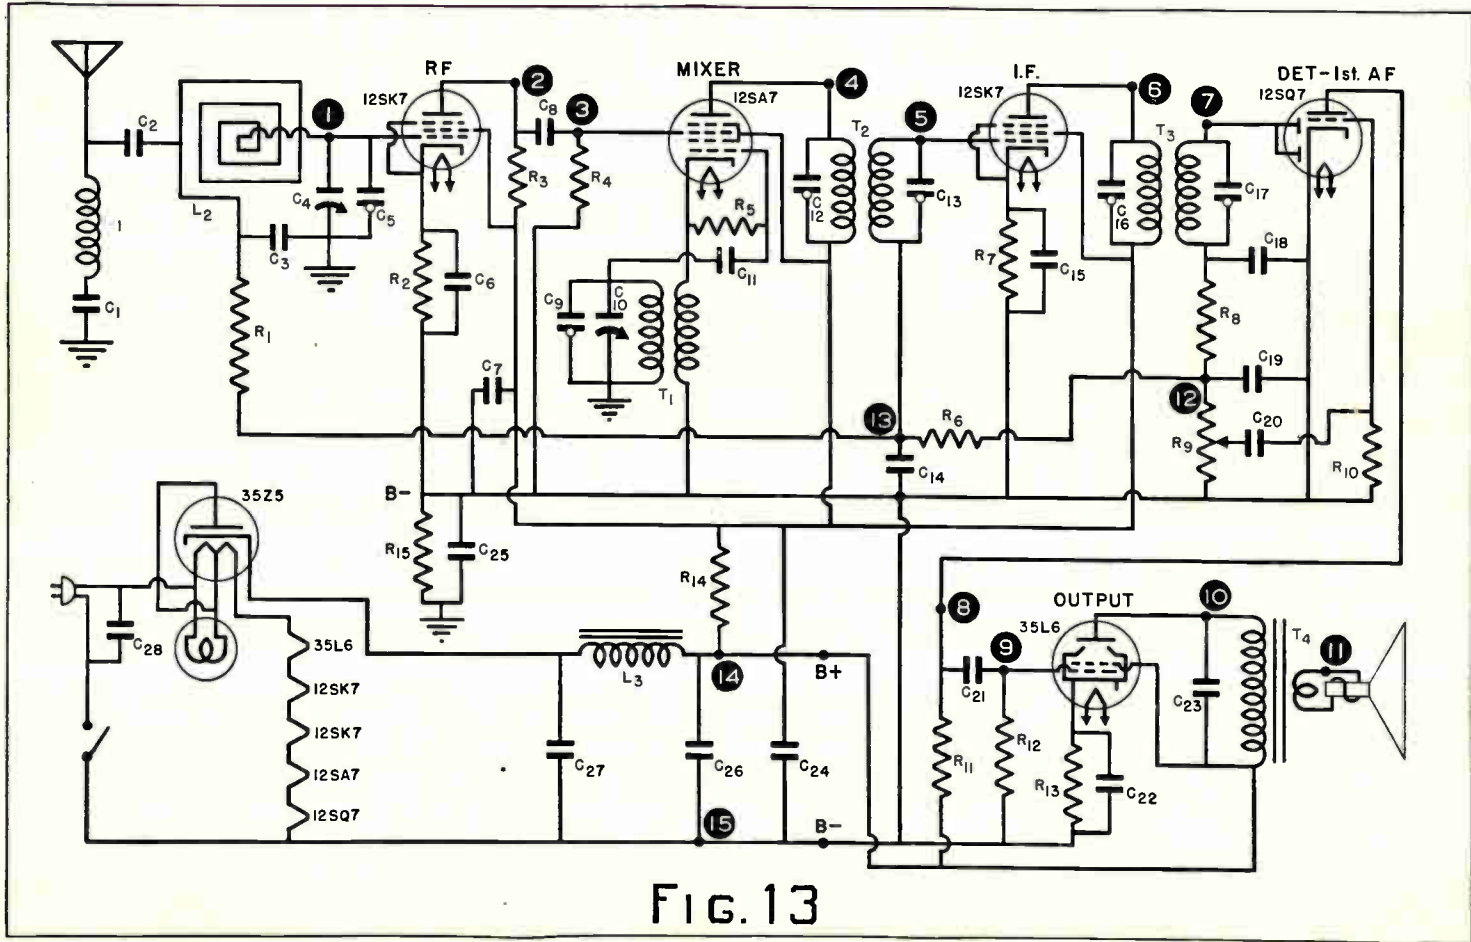 RF
MIXER
I.F.
DET-1st. AF
12SK7
12SA7
12SK7
12SQ7
1
2
3
4
5
6
7
C2
C8
R3
R4
T2
T3
L2
C4
C5
C3
R5
C12
C13
C16
C17
1
C1
R1
R2
C6
C9
C10
C11
T1
R7
C15
C18
R8
C7
C19
12
13
R6
R9
C20
R10
C14
B-
35Z5
R15
C25
R14
C28
35L6
12SK7
12SK7
12SA7
12SQ7
L3
14
B+
C27
C26
C24
15
B-
8
OUTPUT
35L6
9
10
T4
11
C21
C23
R11
R12
R13
C22
FIG. 13